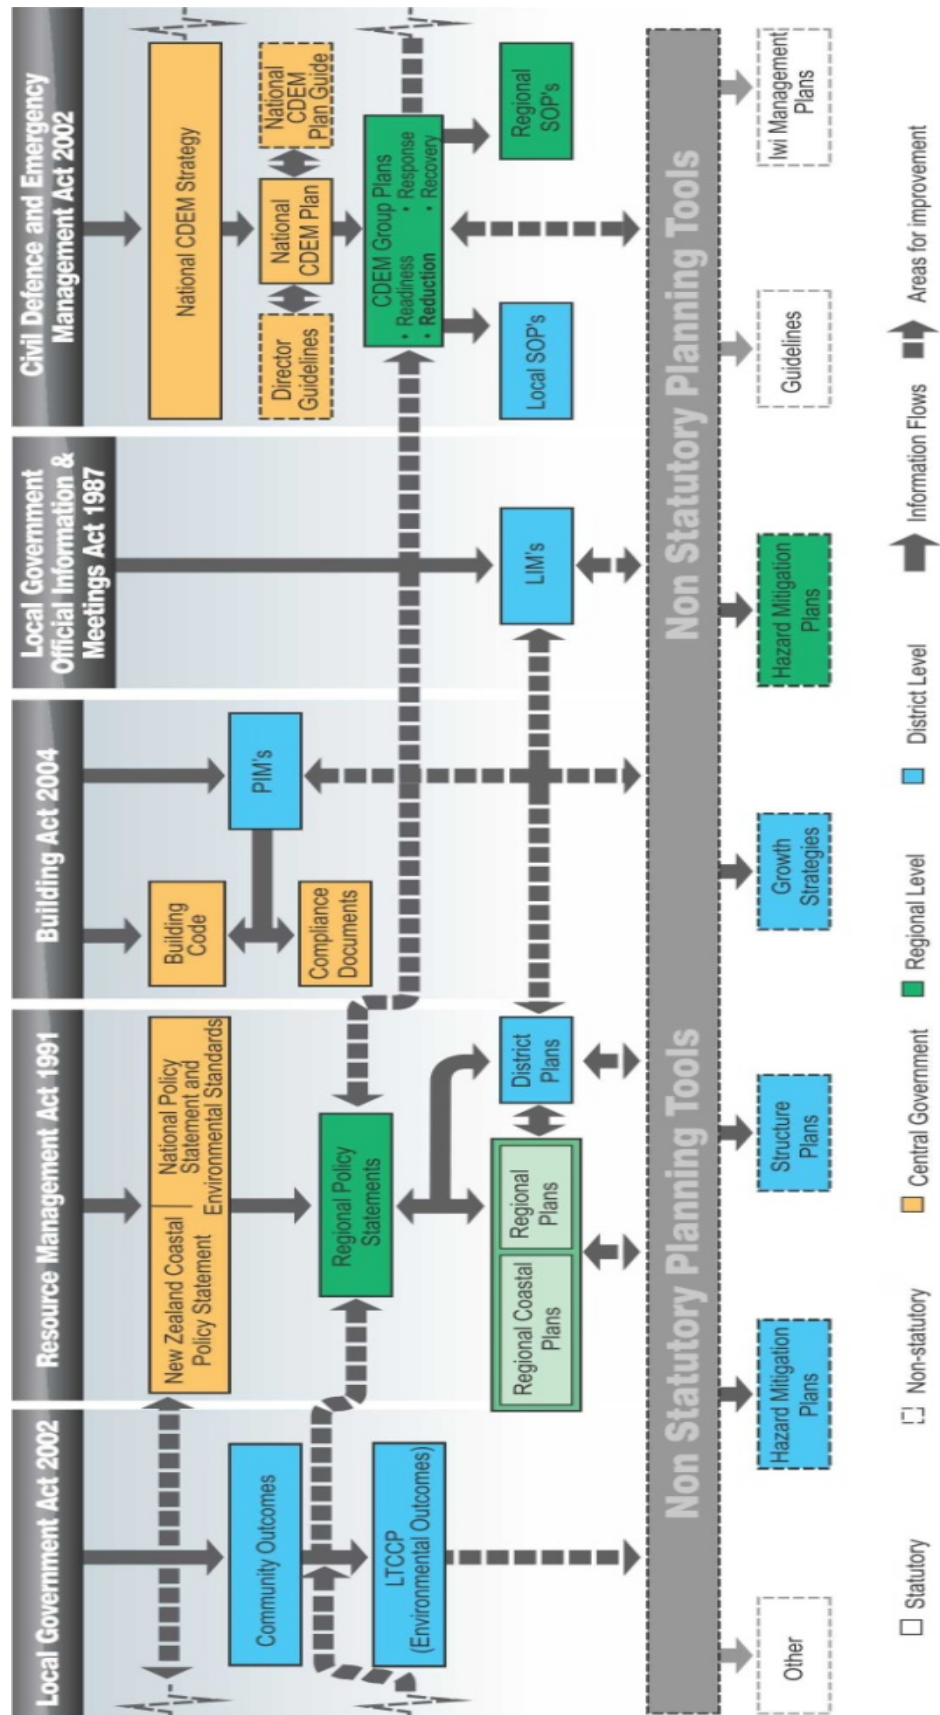 Local Government Act 2002
Resource Management Act 1991
Building Act 2004
Local Government
Official Information &
Meetings Act 1987
Civil Defence and Emergency
Management Act 2002
Community Outcomes
LTCCP
(Environmental Outcomes)
New Zealand Coastal
Policy Statement
National Policy
Statement and
Environmental Standards
Regional Policy
Statements
Regional Coastal Plans
Regional Plans
District
Plans
Building
Code
Compliance
Documents
PIM's
LIM's
National CDEM Strategy
Director
Guidelines
National
CDEM Plan
National
CDEM
Plan Guide
CDEM Group Plans
• Readiness
• Response
• Reduction
• Recovery
Local SOP's
Regional
SOP's
Non Statutory Planning Tools
Non Statutory Planning Tools
Other
Hazard Mitigation
Plans
Structure
Plans
Growth
Strategies
Hazard Mitigation
Plans
Guidelines
Iwi Management
Plans
Statutory
Non-statutory
Central Government
Regional Level
District Level
Information Flows
Areas for improvement